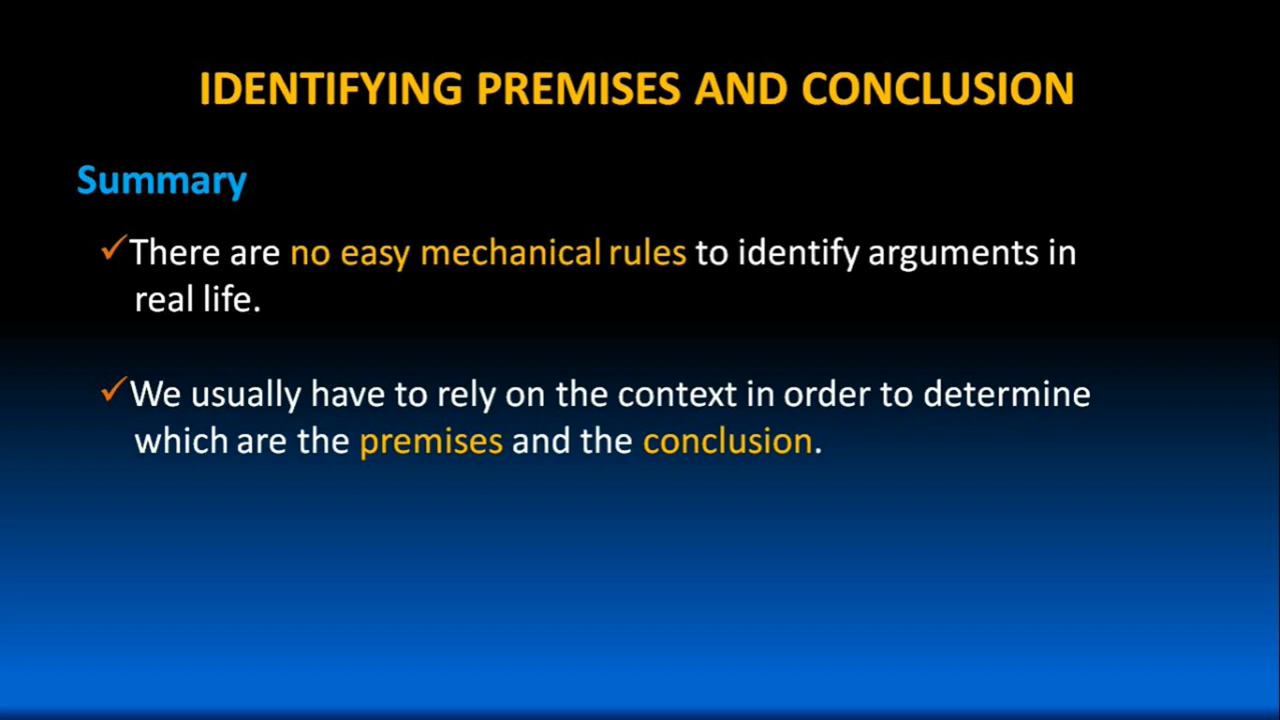 IDENTIFYING PREMISES AND CONCLUSION
Summary
✓There are no easy mechanical rules to identify arguments in
real life.
✓We usually have to rely on the context in order to determine
which are the premises and the conclusion.